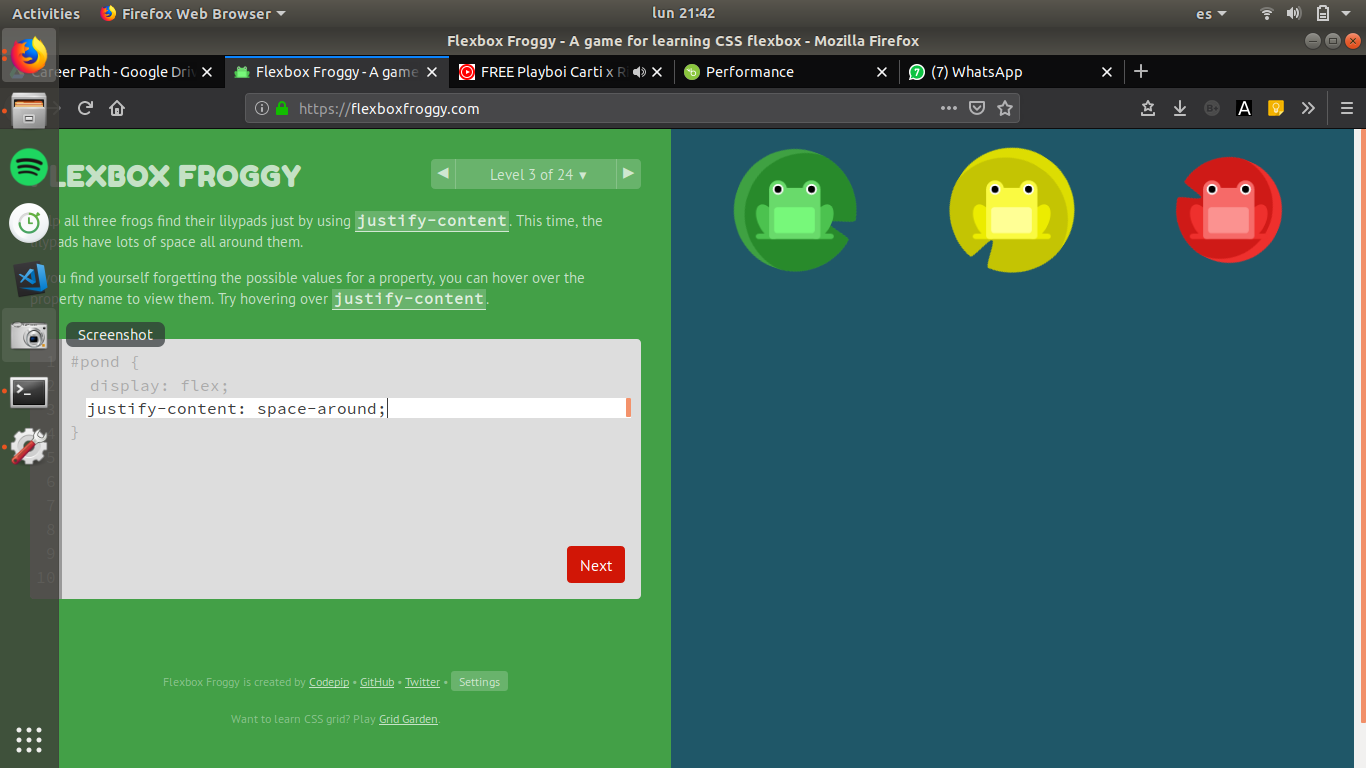 Activities
Firefox Web Browser
lun 21:42
es
Flexbox Froggy - A game for learning CSS flexbox - Mozilla Firefox
Career Path - Google Driv
Flexbox Froggy - A game
FREE Playboi Carti x R
Performance
(7) WhatsApp
https://flexboxfroggy.com
A
LEXBOX FROGGY
Level 3 of 24
all three frogs find their lilypads just by using justify-content. This time, the
lilypads have lots of space all around them.
you find yourself forgetting the possible values for a property, you can hover over the
property name to view them. Try hovering over justify-content.
Screenshot
1 #pond {
display: flex;
3 justify-content: space-around;
}
6
7
8
9
10
Next
Flexbox Froggy is created by Codepip • GitHub • Twitter • Settings
Want to learn CSS grid? Play Grid Garden.